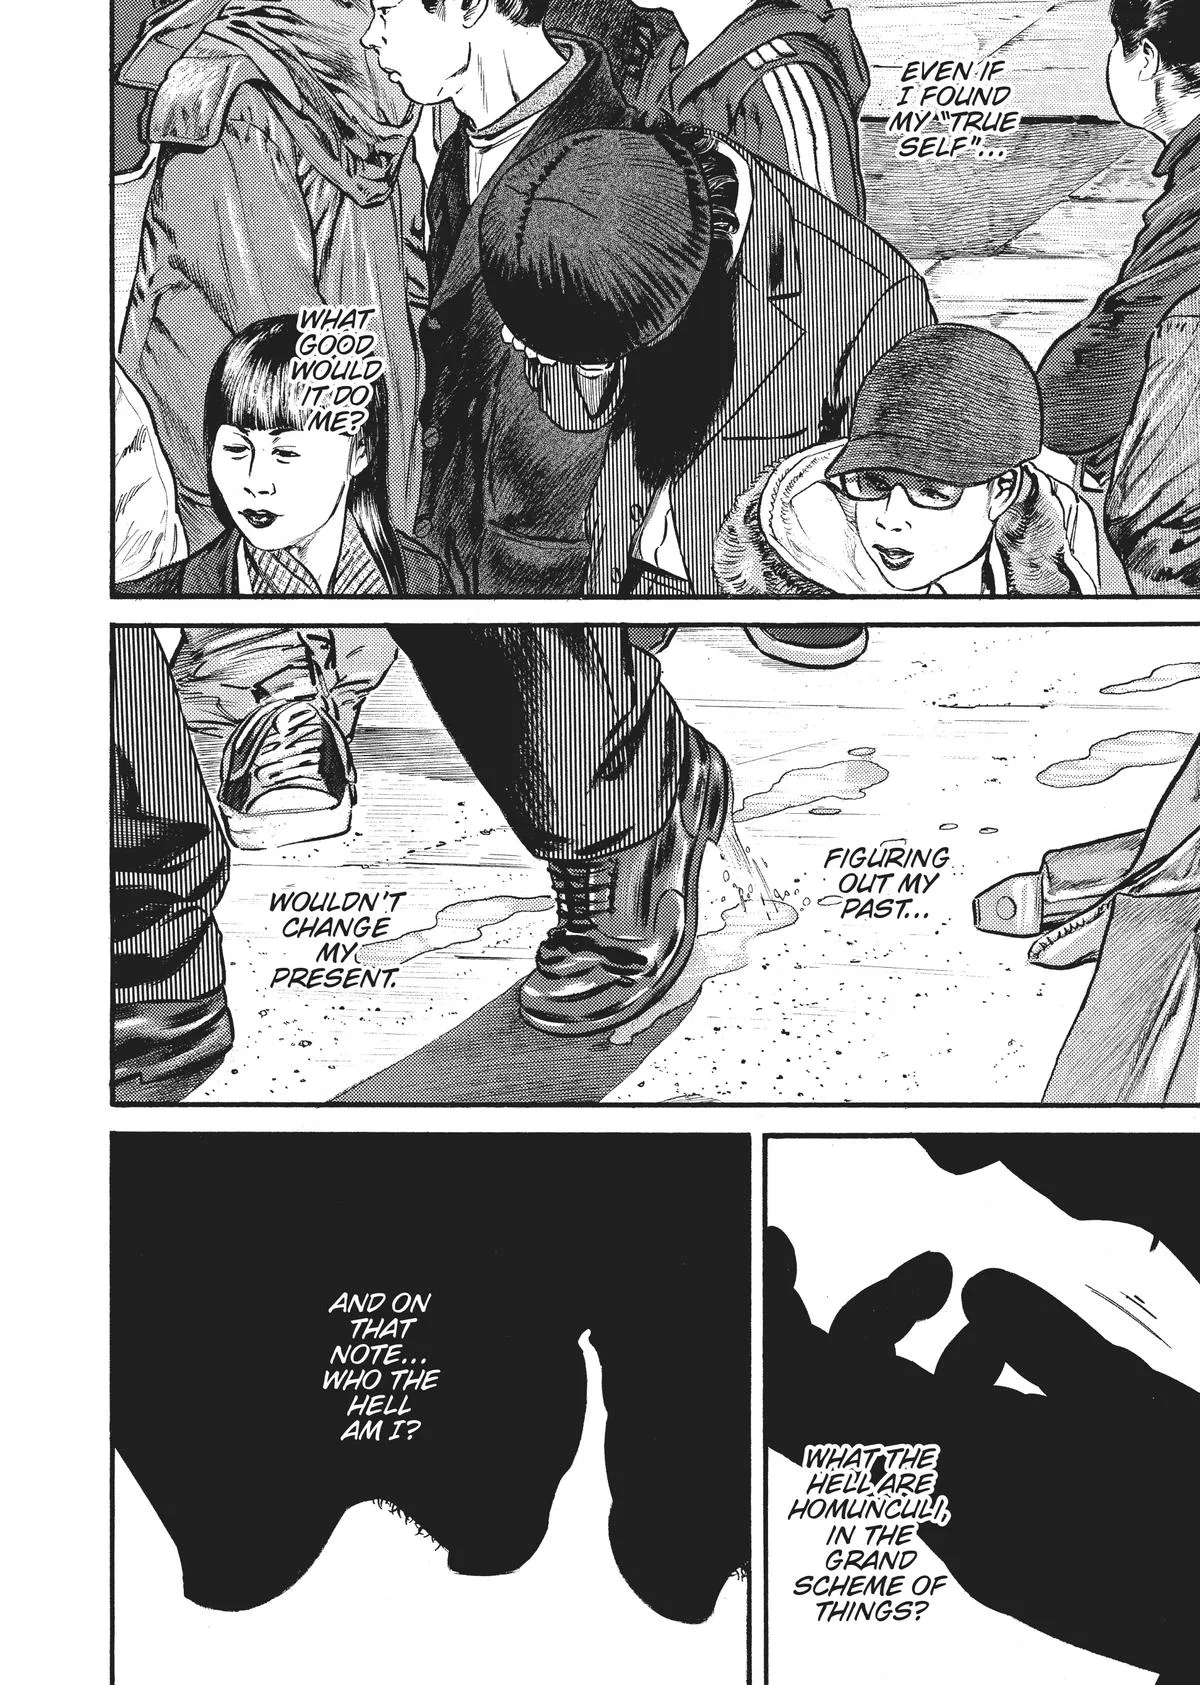 EVEN IF
I FOUND
MY "TRUE
SELF"...
WHAT
GOOD
WOULD
IT DO
ME?
FIGURING
OUT MY
PAST...
WOULDN'T
CHANGE
MY
PRESENT.
WHAT THE
HELL ARE
HOMUNCULI,
IN THE
GRAND
SCHEME OF
THINGS?
AND ON
THAT
NOTE...
WHO THE
HELL
AM I?